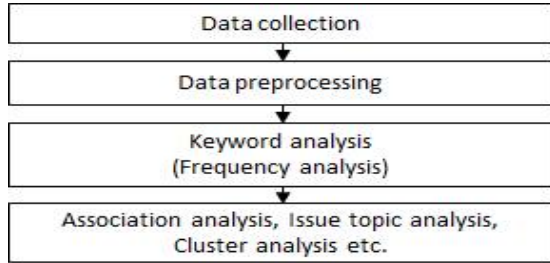 Data collection
Data preprocessing
Keyword analysis
(Frequency analysis)
Association analysis, Issue topic analysis,
Cluster analysis etc.